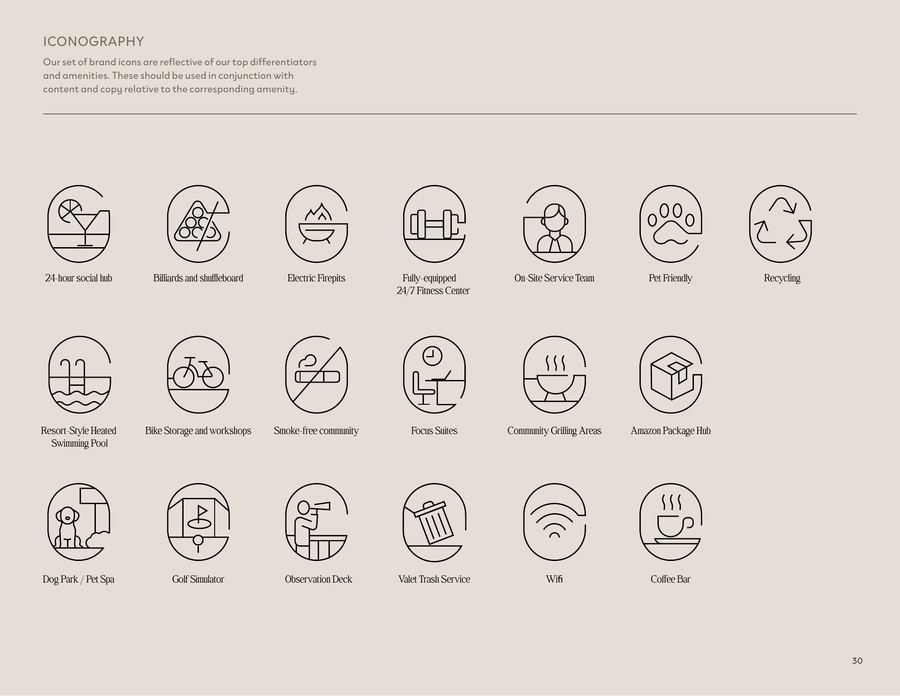 ICONOGRAPHY
Our set of brand icons are reflective of our top differentiators
and amenities. These should be used in conjunction with
content and copy relative to the corresponding amenity.
24-hour social hub
Billiards and shuffleboard
Electric Firepits
Fully-equipped
24/7 Fitness Center
On-Site Service Team
Pet Friendly
Recycling
Resort-Style Heated
Swimming Pool
Bike Storage and workshops
Smoke-free community
Focus Suites
Community Grilling Areas
Amazon Package Hub
Dog Park / Pet Spa
Golf Simulator
Observation Deck
Valet Trash Service
Wifi
Coffee Bar
30